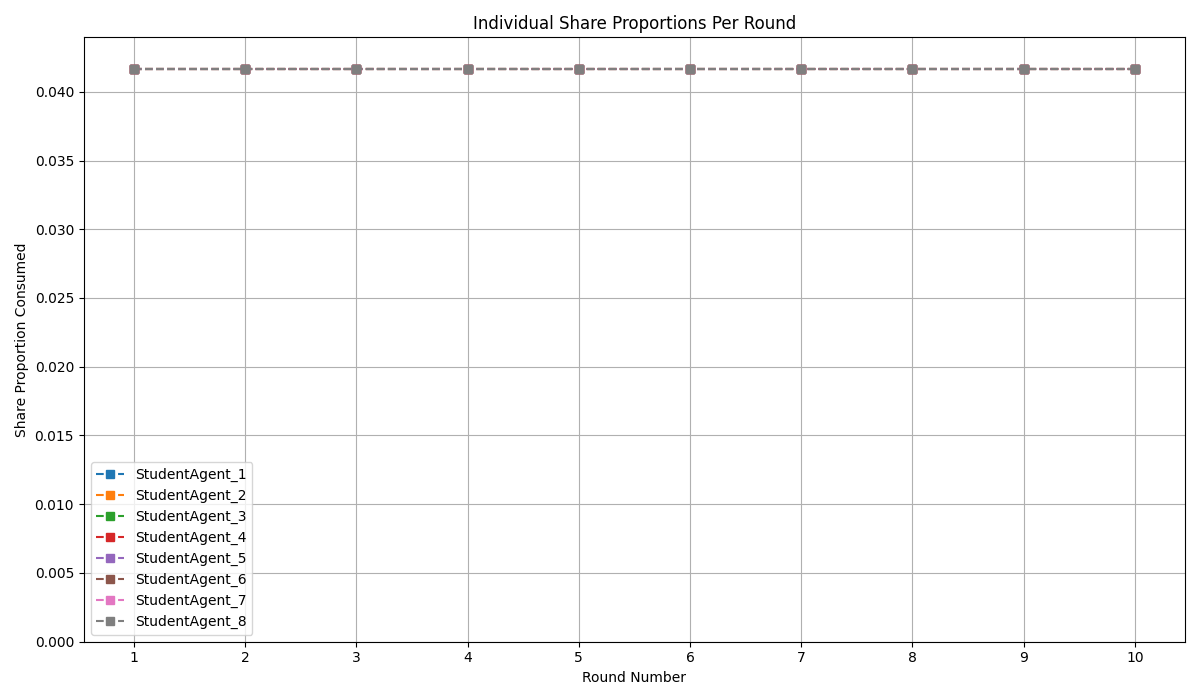 Individual Share Proportions Per Round
Share Proportion Consumed
0.040
0.035
0.030
0.025
0.020
0.015
0.010
0.005
0.000
StudentAgent_1
StudentAgent_2
StudentAgent_3
StudentAgent_4
StudentAgent_5
StudentAgent_6
StudentAgent_7
StudentAgent_8
1 2 3 4 5 6 7 8 9 10
Round Number